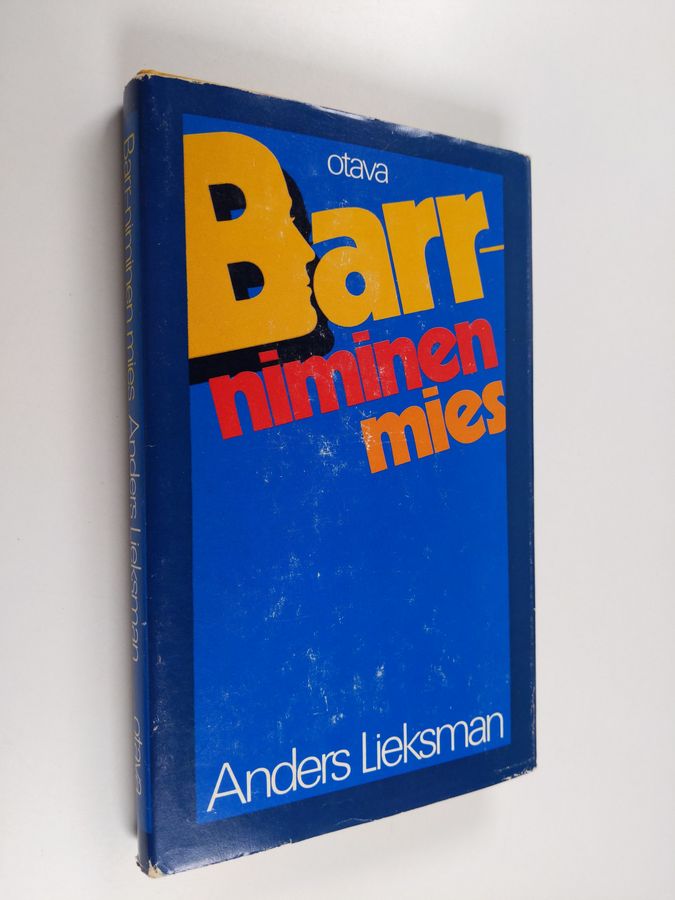 otava
Barr-
niminen
mies
Anders Lieksman
Barr-niminen mies Anders Lieksman otava